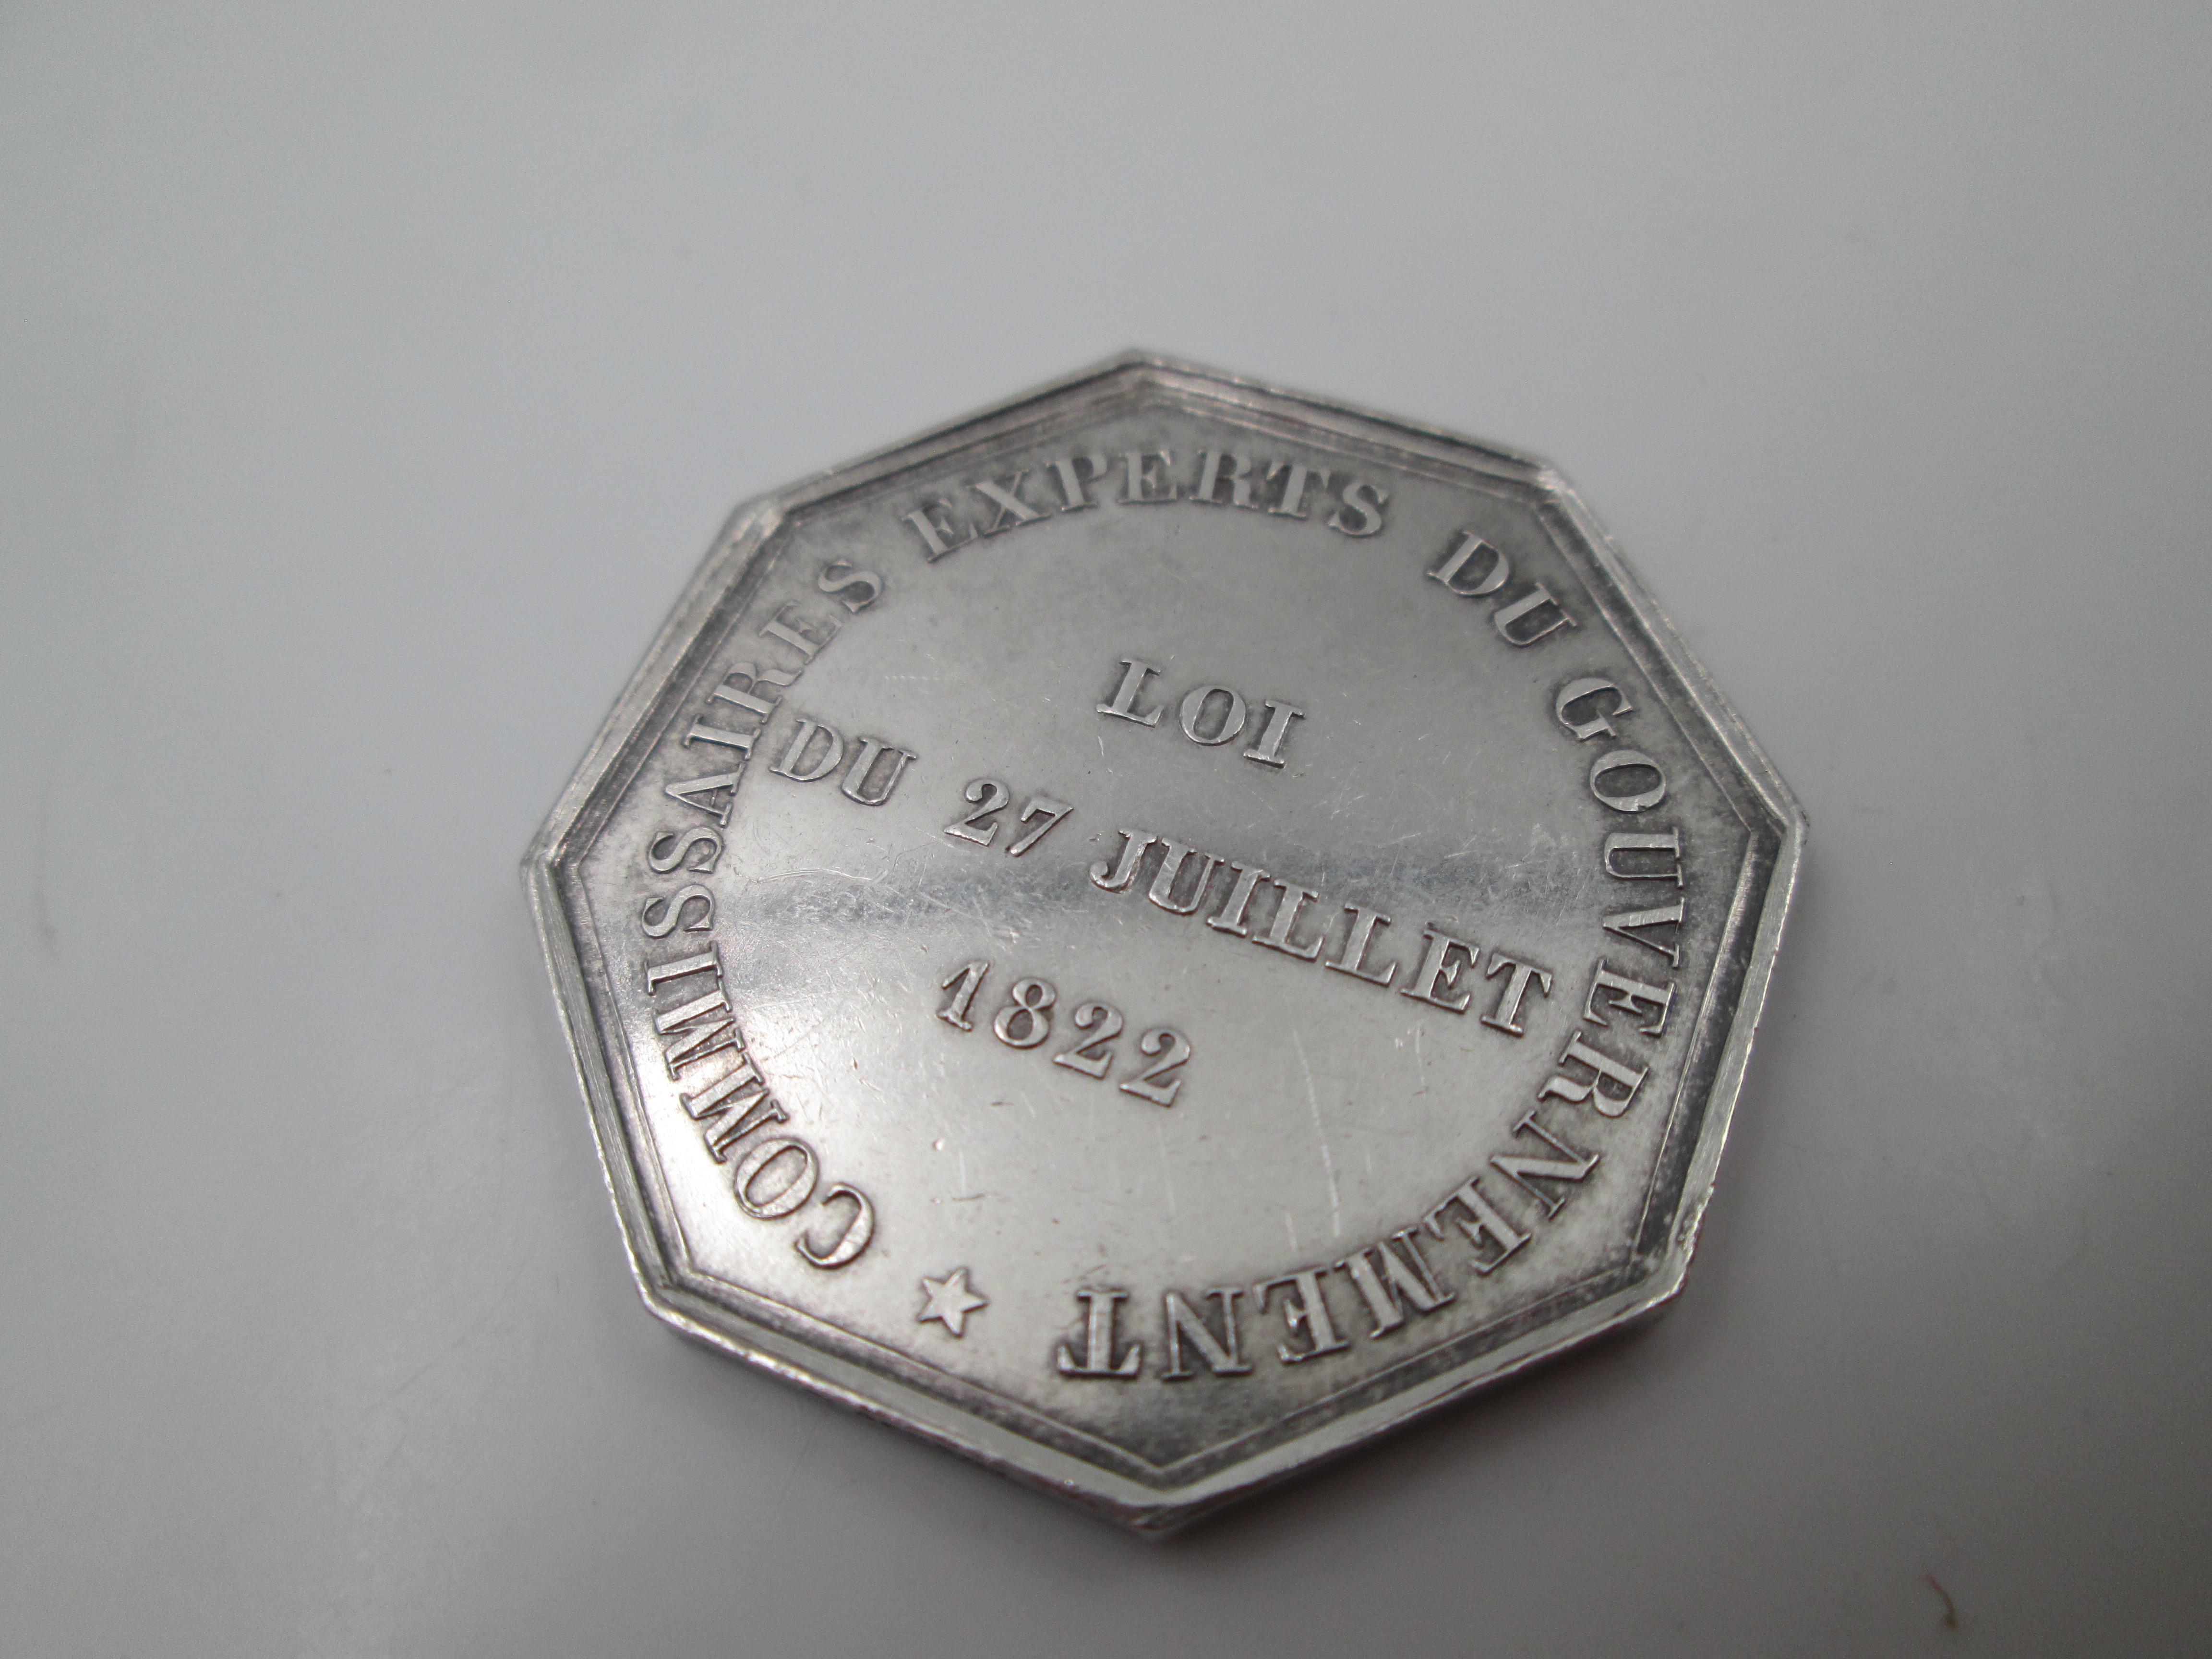 COMMISSAIRES EXPERTS DU GOUVERNEMENT
LOI
DU 27 JUILLET
1822